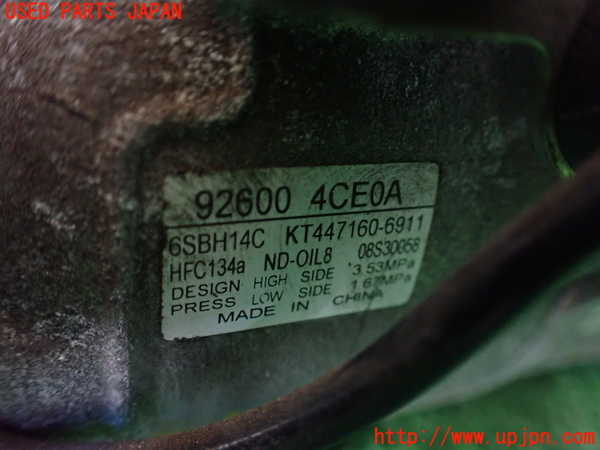 USED PARTS JAPAN
92600 4CE0A
6SBH14C KT447160-6911
HFC134a ND-OIL8 08S30058
DESIGN HIGH SIDE 3.53MPa
PRESS LOW SIDE 1.67MPa
MADE IN CHINA
http://www.upjpn.com